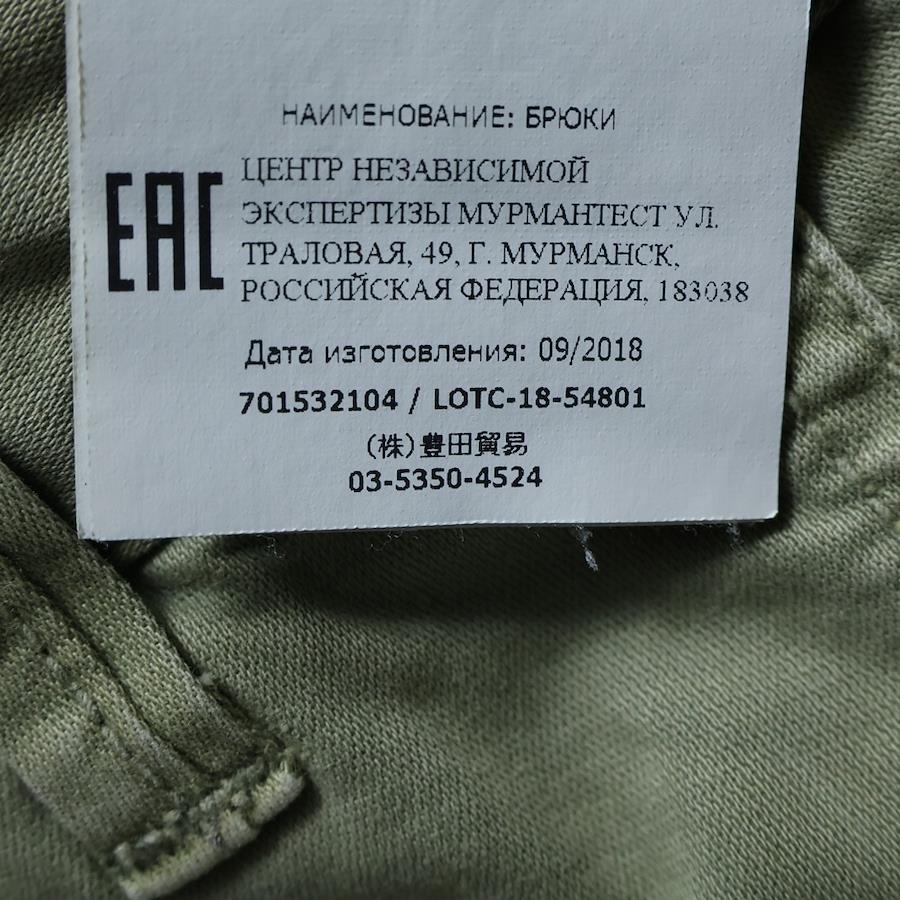 НАИМЕНОВАНИЕ: БРЮКИ
EAC
ЦЕНТР НЕЗАВИСИМОЙ
ЭКСПЕРТИЗЫ МУРМАНТЕСТ УЛ.
ТРАЛОВАЯ, 49, Г. МУРМАНСК,
РОССИЙСКАЯ ФЕДЕРАЦИЯ, 183038
Дата изготовления: 09/2018
701532104 / LOTC-18-54801
(株)豊田貿易
03-5350-4524